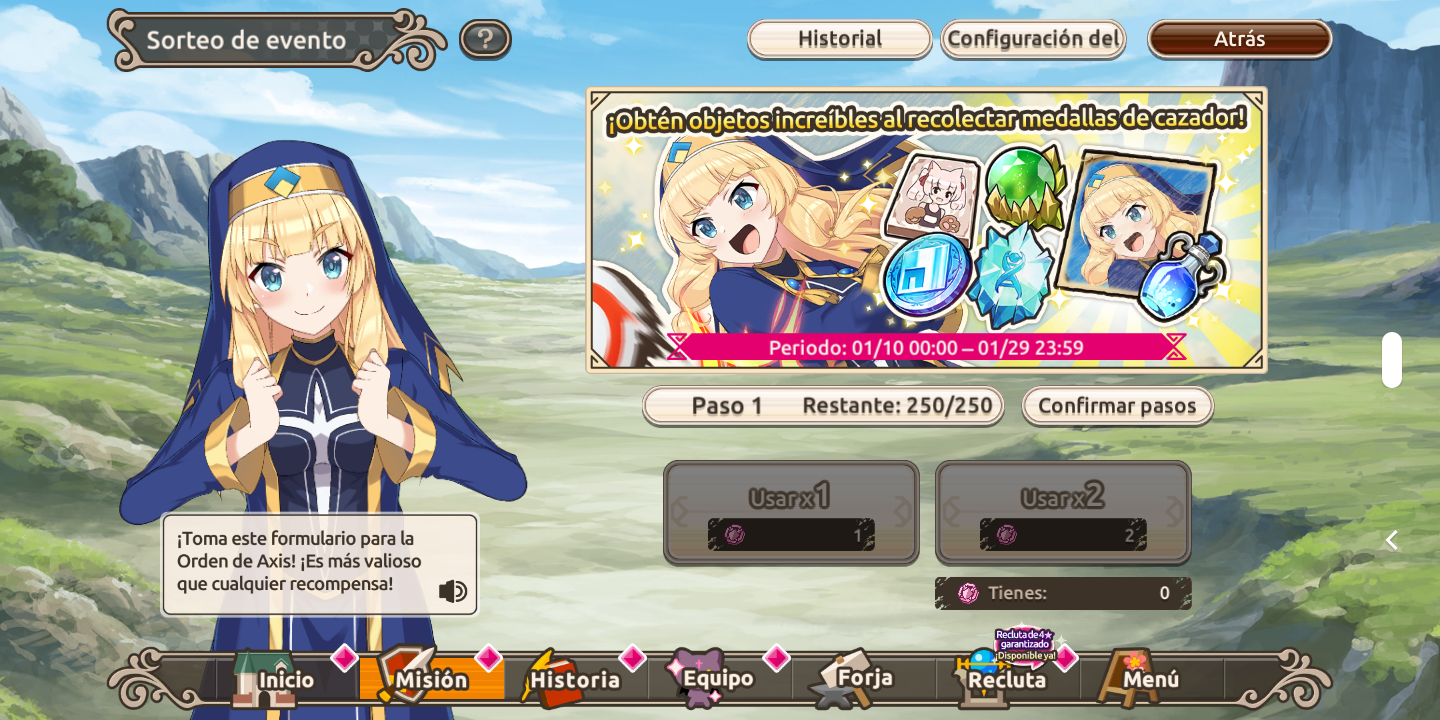 Sorteo de evento
?
Historial
Configuración del
Atrás
¡Obtén objetos increíbles al recolectar medallas de cazador!
Periodo: 01/10 00:00 – 01/29 23:59
Paso 1
Restante: 250/250
Confirmar pasos
Usar x1
1
Usar x2
2
Tienes:
0
¡Toma este formulario para la
Orden de Axis! ¡Es más valioso
que cualquier recompensa!
Recluta de 4★
garantizado
¡Disponible ya!
Inicio
Misión
Historia
Equipo
Forja
Recluta
Menú